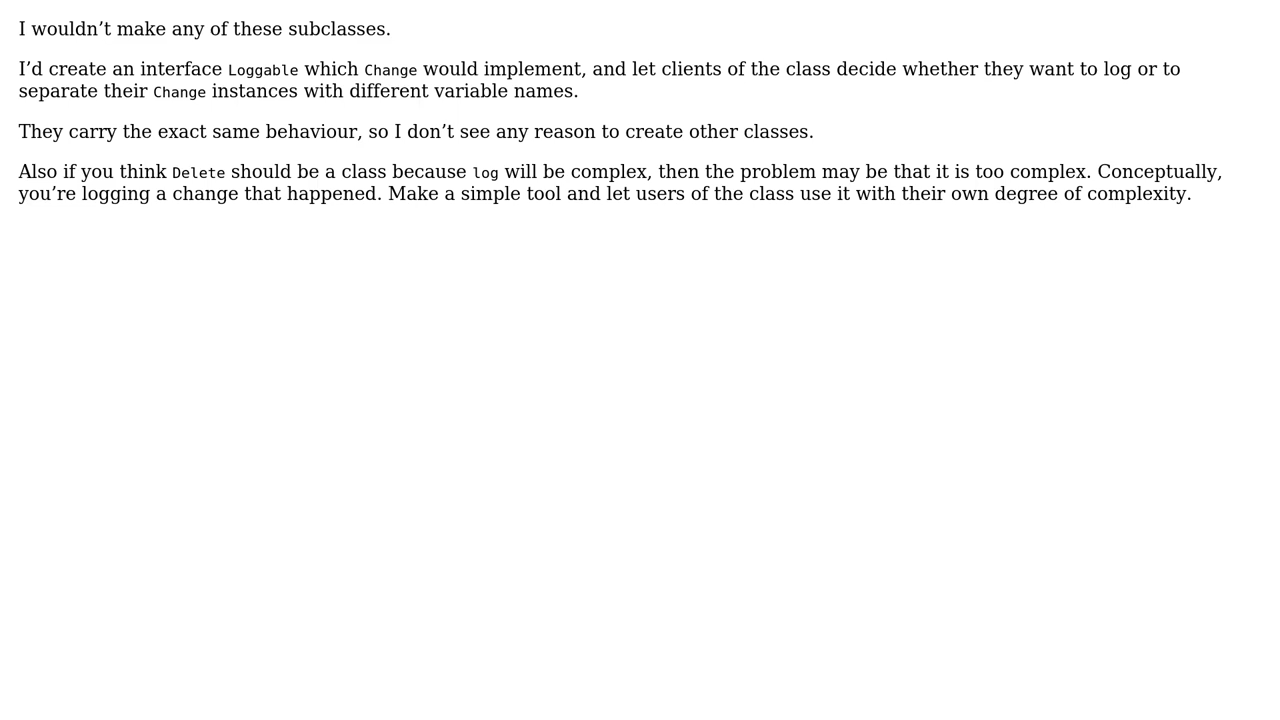 I wouldn’t make any of these subclasses.
I’d create an interface Loggable which Change would implement, and let clients of the class decide whether they want to log or to
separate their Change instances with different variable names.
They carry the exact same behaviour, so I don’t see any reason to create other classes.
Also if you think Delete should be a class because log will be complex, then the problem may be that it is too complex. Conceptually,
you’re logging a change that happened. Make a simple tool and let users of the class use it with their own degree of complexity.